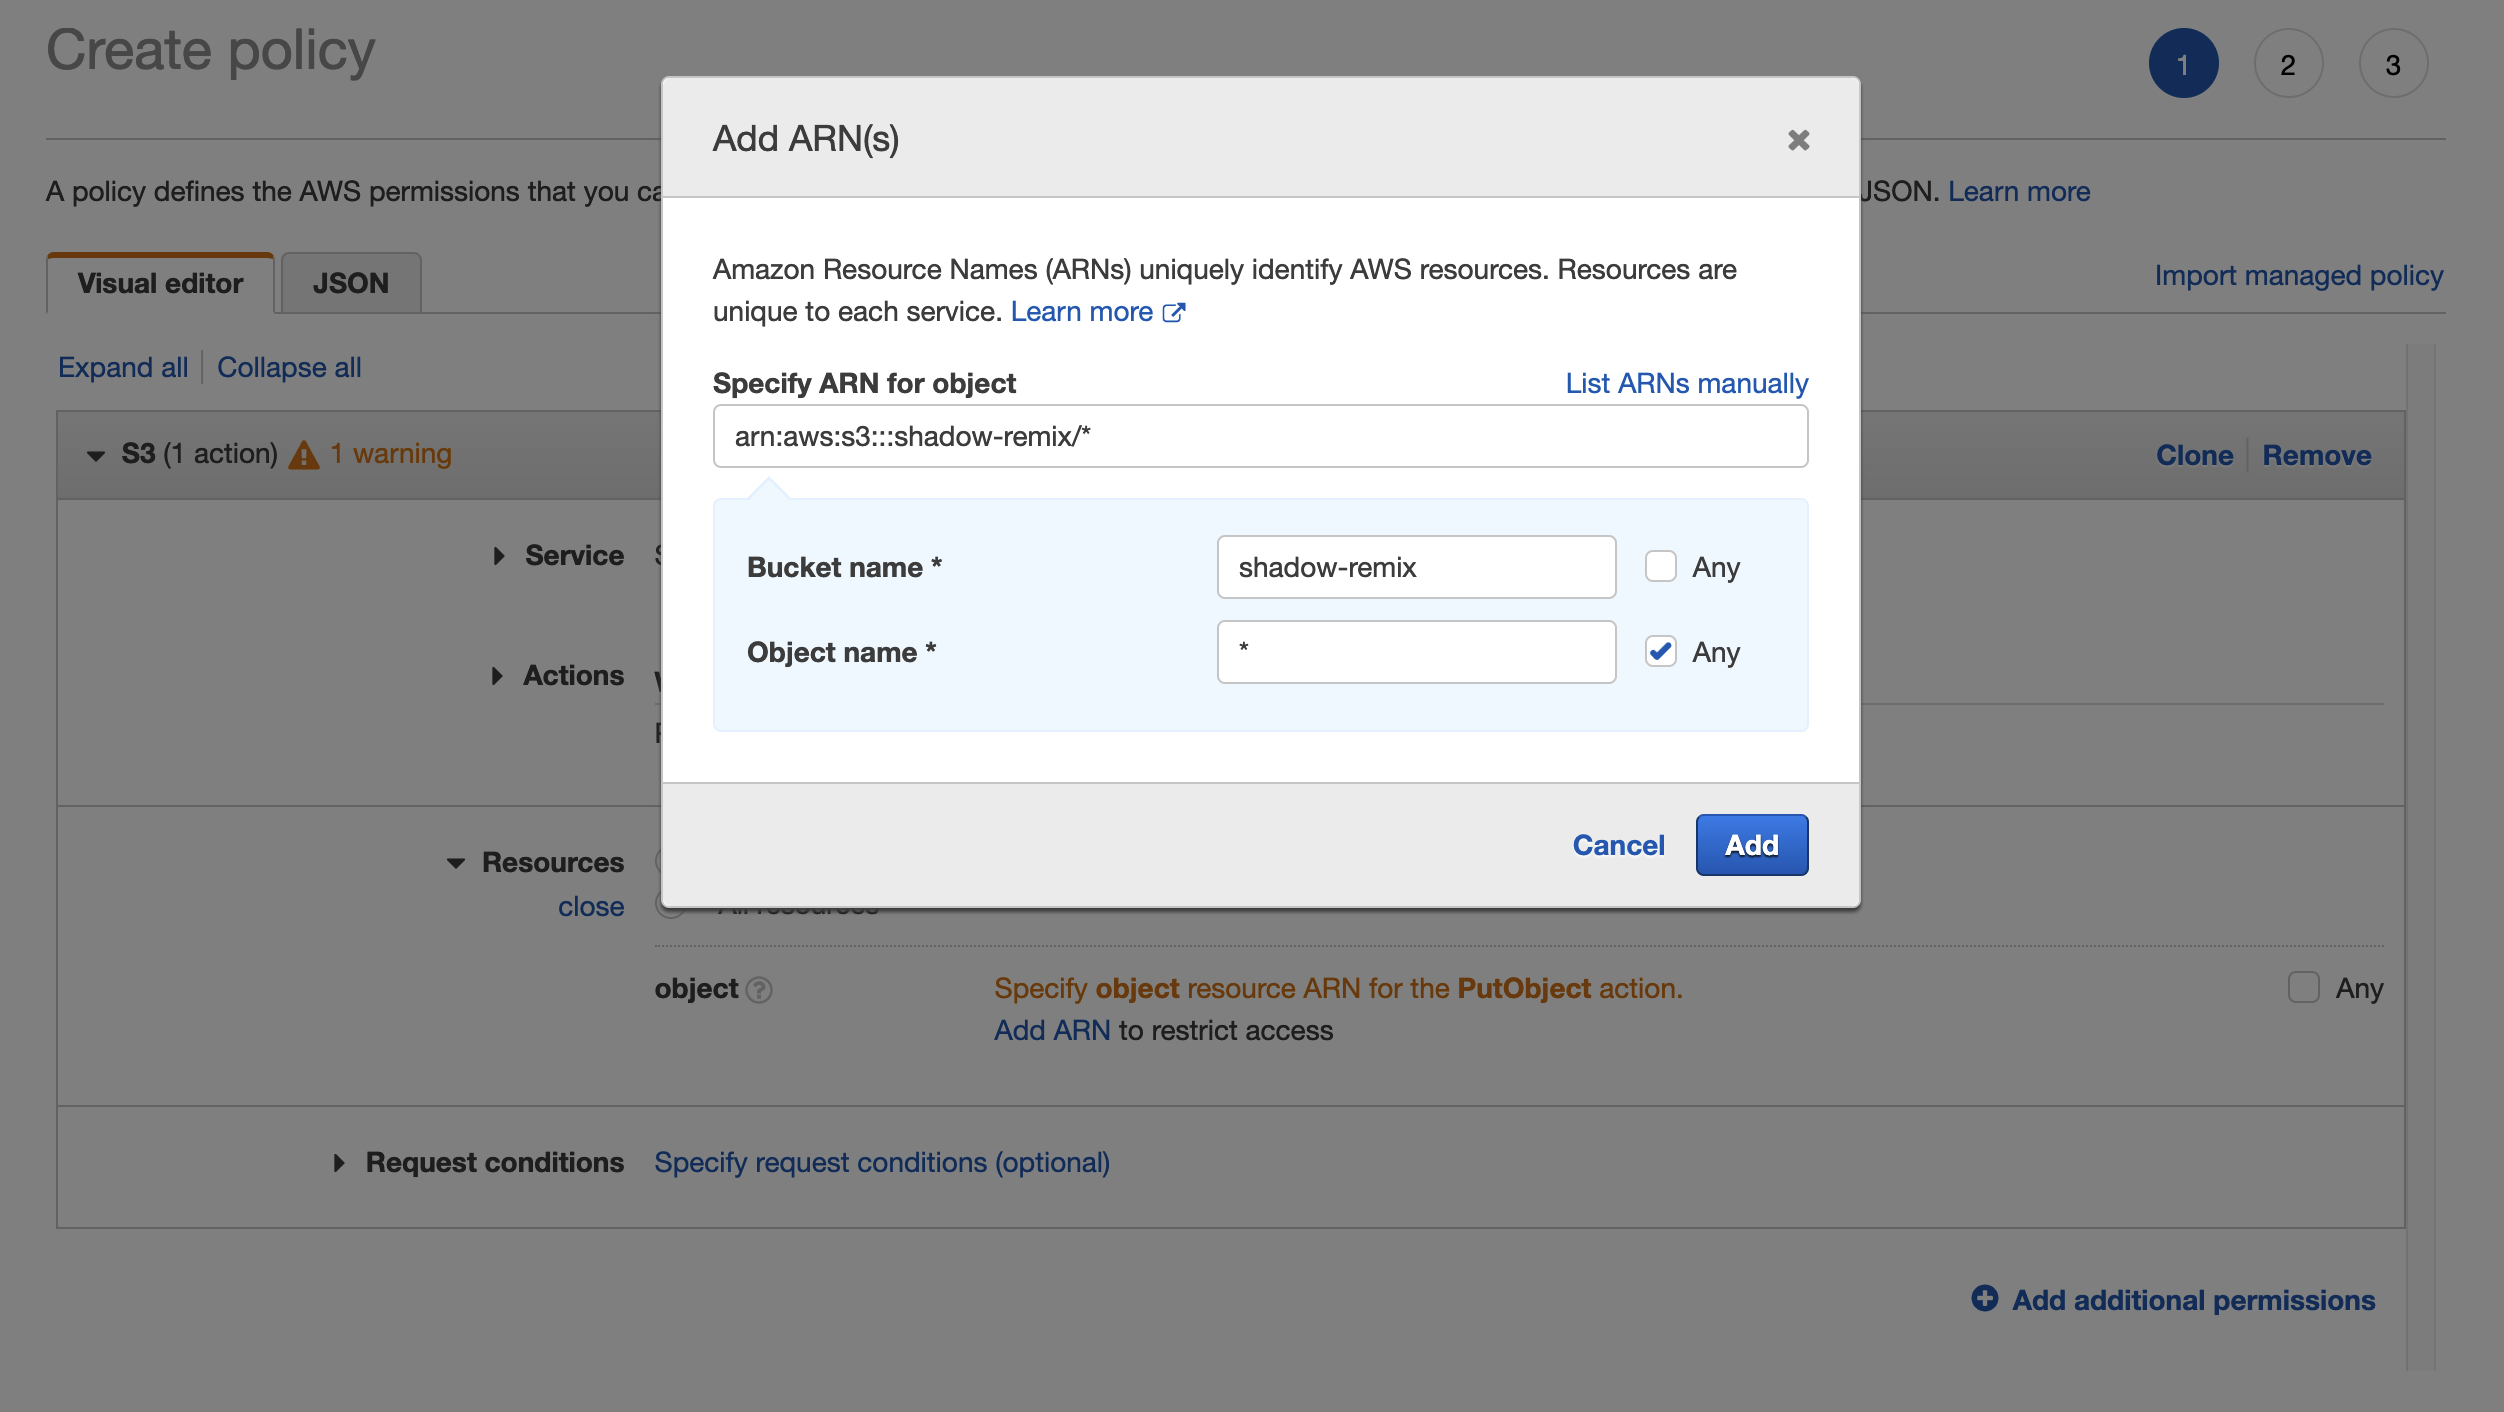 Create policy
1 2 3
Add ARN(s)
A policy defines the AWS permissions that you ca
JSON. Learn more
Visual editor JSON
Import managed policy
Amazon Resource Names (ARNs) uniquely identify AWS resources. Resources are
unique to each service. Learn more
Expand all Collapse all
Specify ARN for object List ARNs manually
arn:aws:s3:::shadow-remix/*
S3 (1 action) 1 warning
Clone Remove
Service
Bucket name * shadow-remix Any
Object name * * Any
Actions
Cancel Add
Resources
close All resources
object ? Specify object resource ARN for the PutObject action. Any
Add ARN to restrict access
Request conditions Specify request conditions (optional)
Add additional permissions